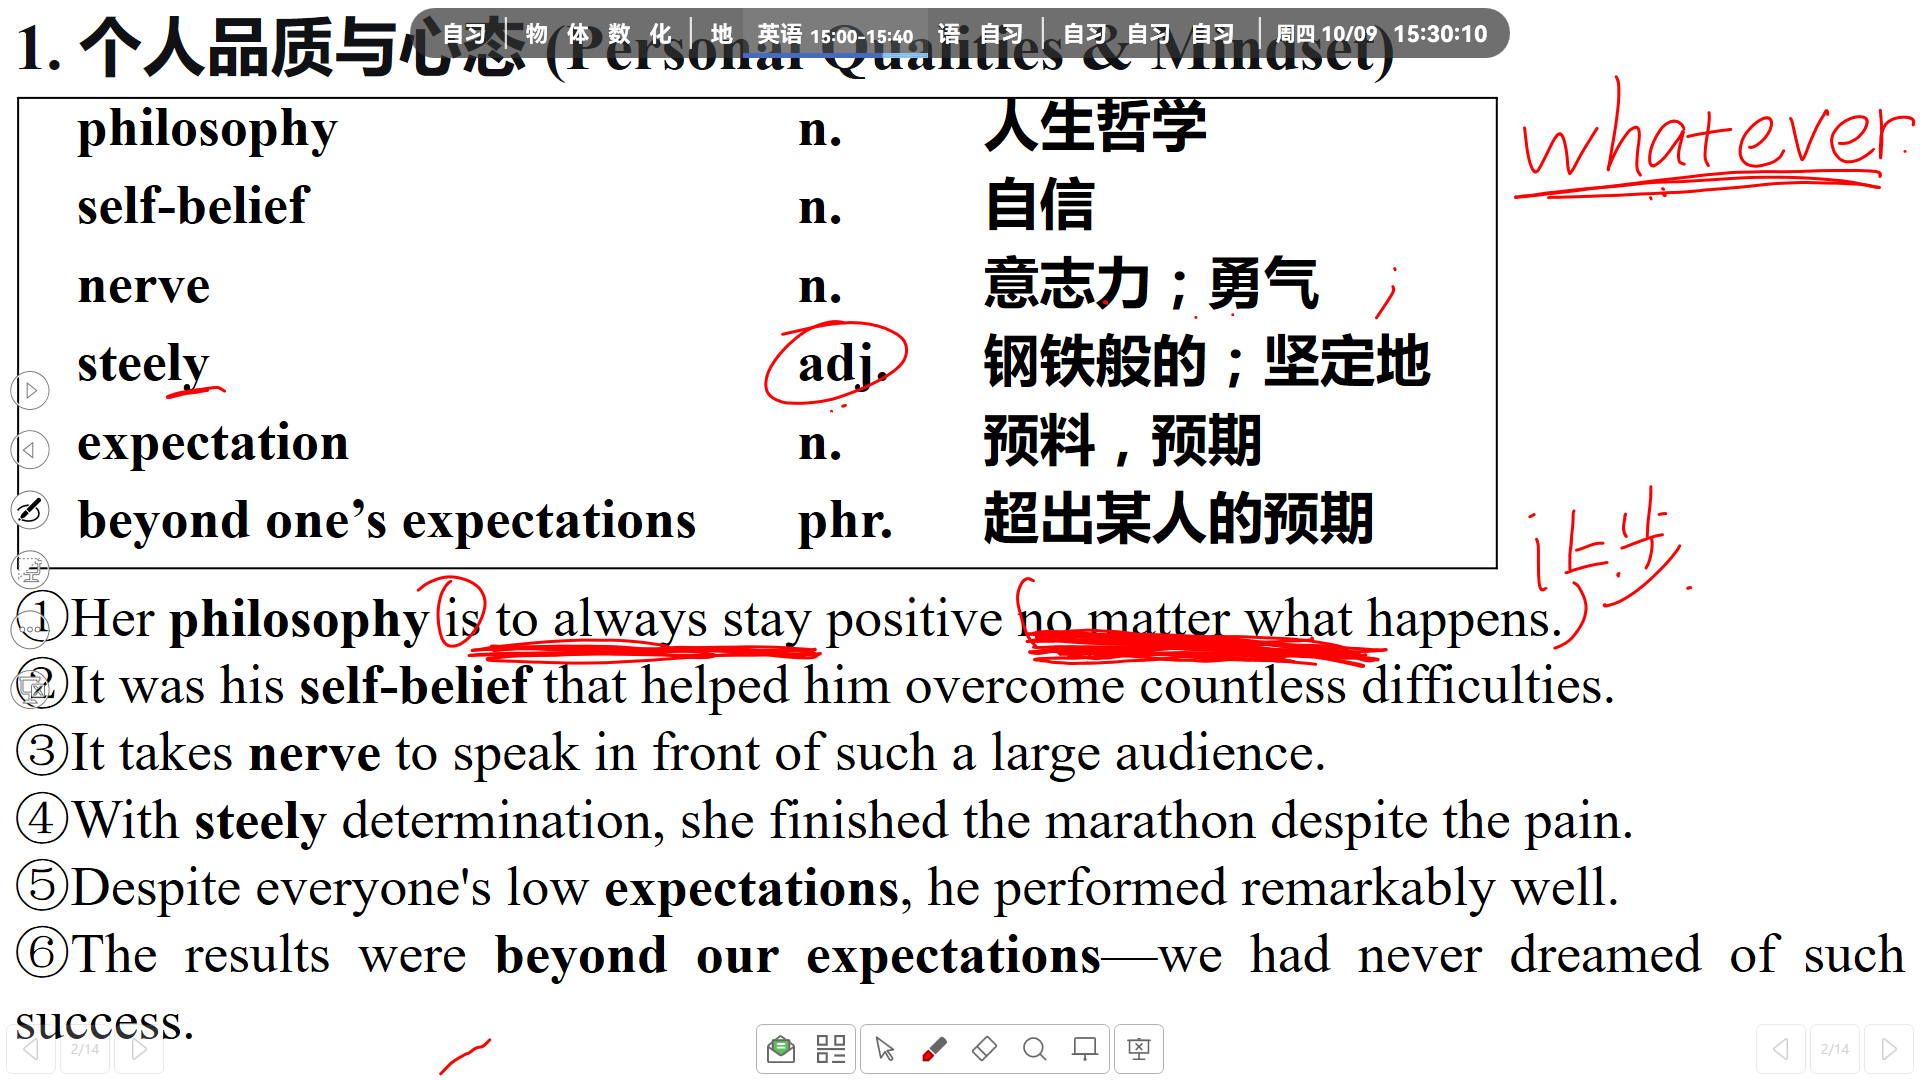 自习 | 物 体 数 化 | 地 英语 15:00-15:40 语 自习 | 自习 自习 自习 | 周四 10/09 15:30:10
1. 个人品质与心态 (Personal Qualities & Mindset)
whatever
philosophy n. 人生哲学
self-belief n. 自信
nerve n. 意志力；勇气 ；
steely adj. 钢铁般的；坚定地
expectation n. 预料，预期
beyond one’s expectations phr. 超出某人的预期
让步
①Her philosophy is to always stay positive no matter what happens.
②It was his self-belief that helped him overcome countless difficulties.
③It takes nerve to speak in front of such a large audience.
④With steely determination, she finished the marathon despite the pain.
⑤Despite everyone's low expectations, he performed remarkably well.
⑥The results were beyond our expectations—we had never dreamed of such
success.
2/14
2/14